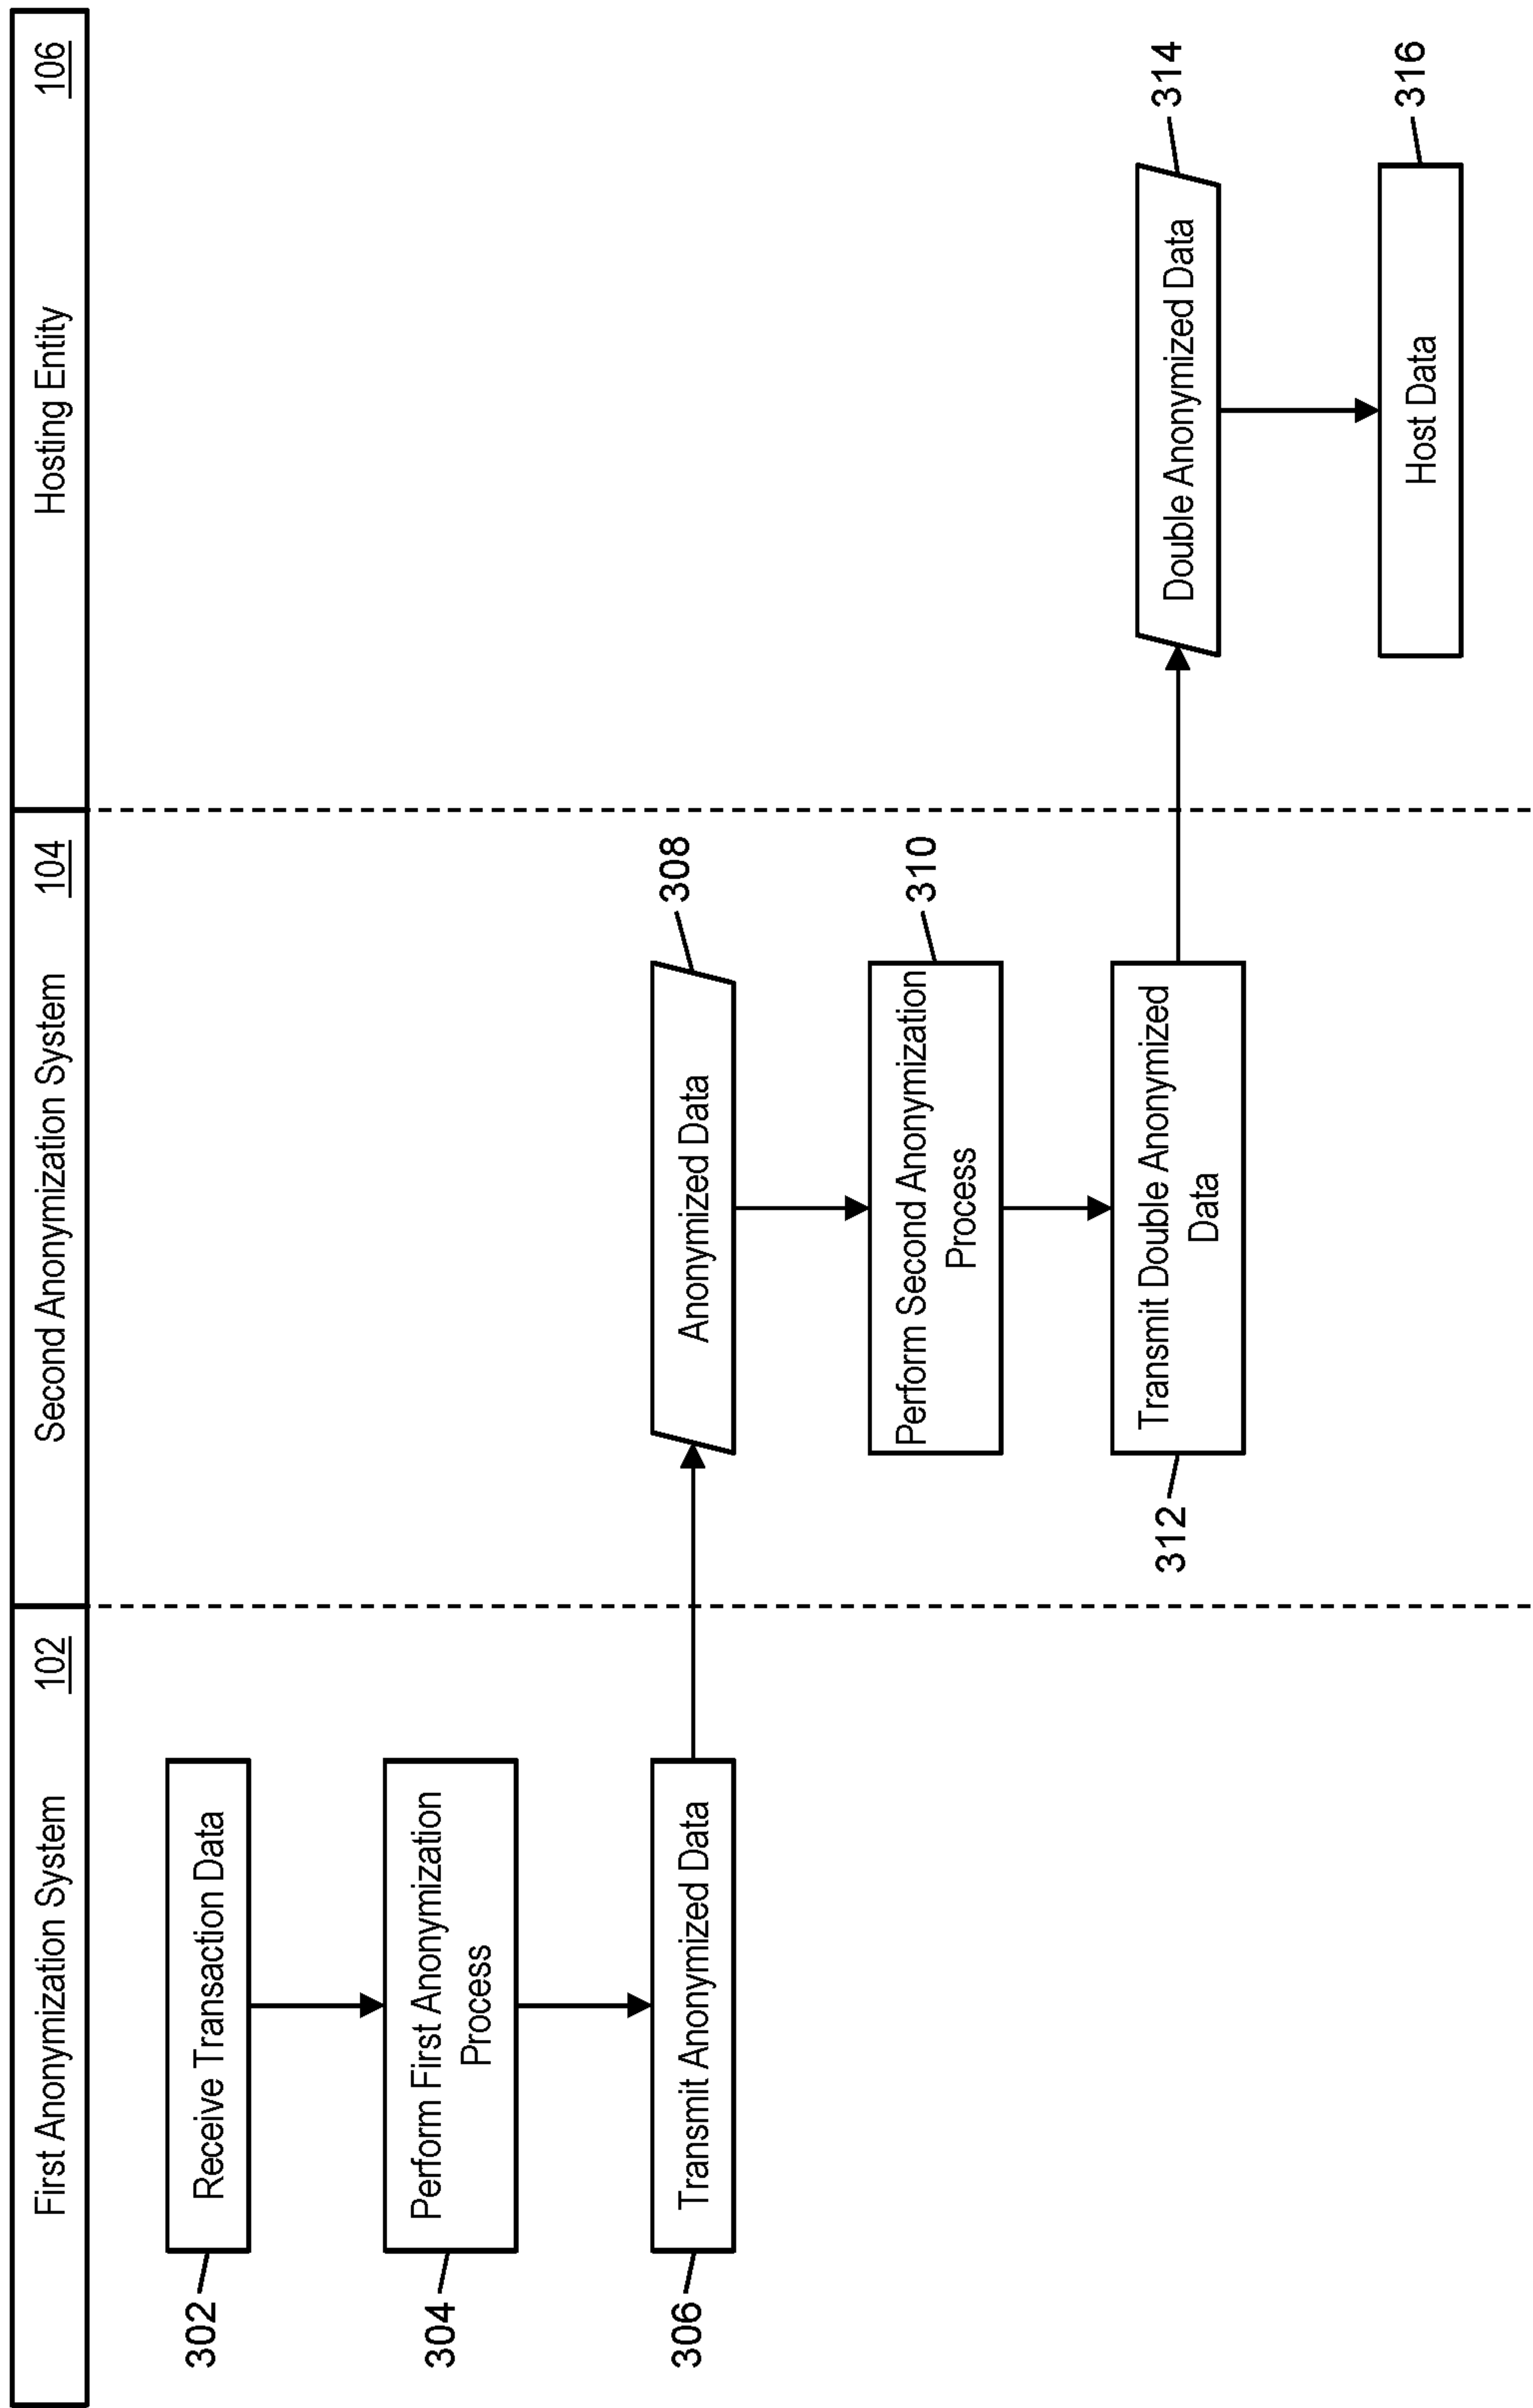 First Anonymization System 102
Second Anonymization System 104
Hosting Entity 106
302
Receive Transaction Data
304
Perform First Anonymization
Process
306
Transmit Anonymized Data
Anonymized Data
308
Perform Second Anonymization
Process
310
312
Transmit Double Anonymized
Data
Double Anonymized Data
314
Host Data
316